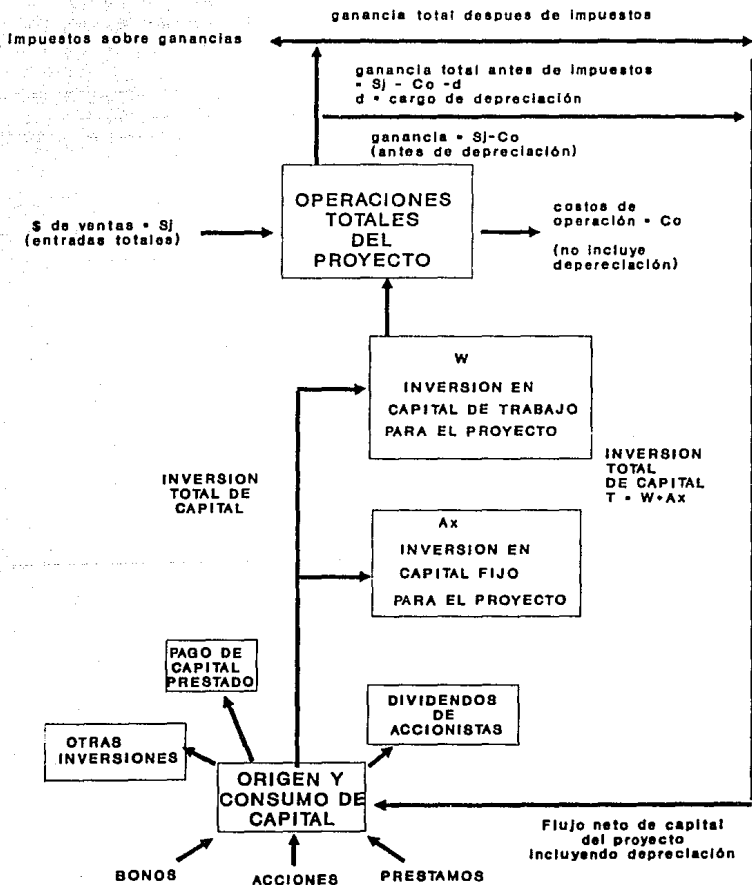 ganancia total despues de impuestos
Impuestos sobre ganancias
ganancia total antes de impuestos
= Sj - Co -d
d = cargo de depreciación
ganancia = Sj-Co
(antes de depreciación)
OPERACIONES
TOTALES
DEL
PROYECTO
$ de ventas = Sj
(entradas totales)
costos de
operación = Co
(no incluye
depereciación)
W
INVERSION EN
CAPITAL DE TRABAJO
PARA EL PROYECTO
INVERSION
TOTAL DE
CAPITAL
INVERSION
TOTAL
DE CAPITAL
T = W+Ax
Ax
INVERSION EN
CAPITAL FIJO
PARA EL PROYECTO
PAGO DE
CAPITAL
PRESTADO
DIVIDENDOS
DE
ACCIONISTAS
OTRAS
INVERSIONES
ORIGEN Y
CONSUMO DE
CAPITAL
Flujo neto de capital
del proyecto
incluyendo depreciación
BONOS
ACCIONES
PRESTAMOS